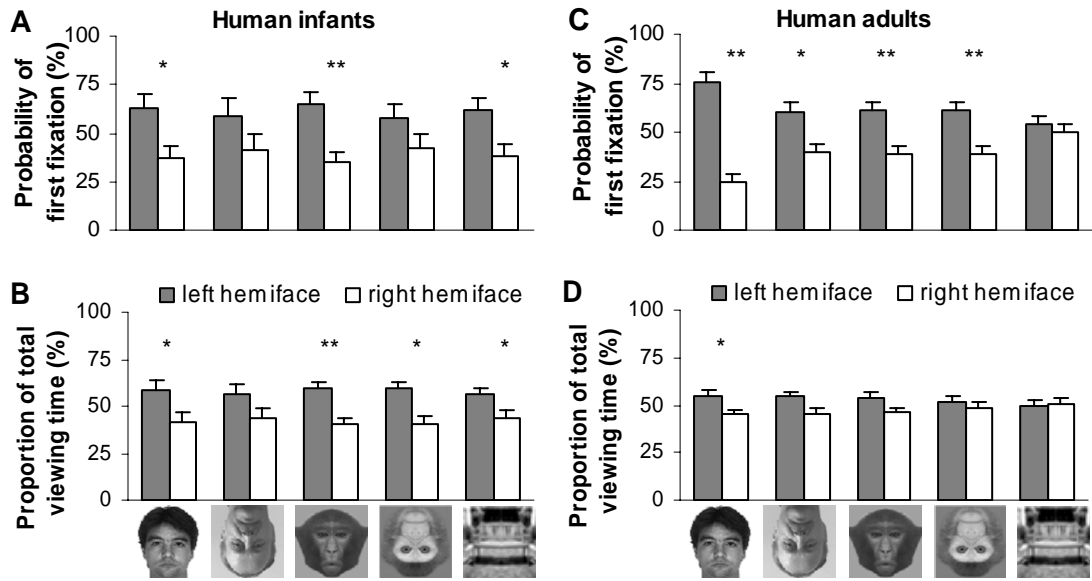 A
Human infants
Probability of
first fixation (%)
100
75
50
25
0
*
**
*
B
left hemiface
right hemiface
Proportion of total
viewing time (%)
100
75
50
25
0
*
**
*
*
C
Human adults
Probability of
first fixation (%)
100
75
50
25
0
**
*
**
**
D
left hemiface
right hemiface
Proportion of total
viewing time (%)
100
75
50
25
0
*